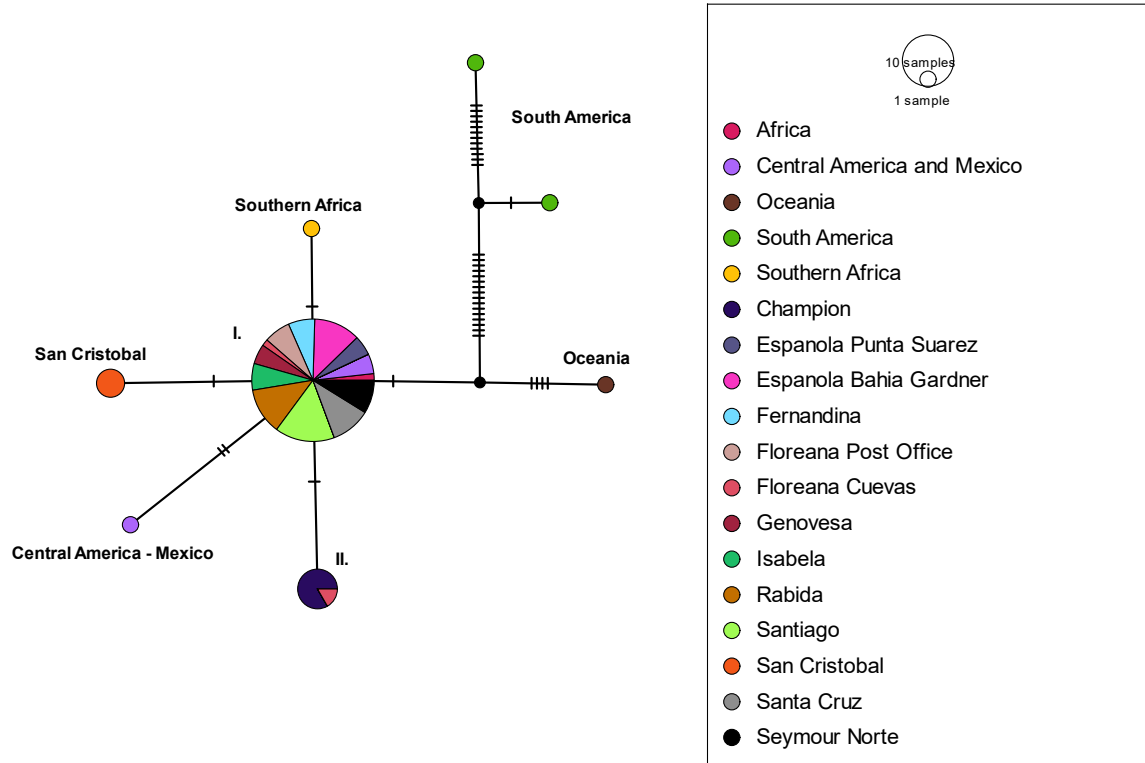 South America
Southern Africa
I.
San Cristobal
Oceania
Central America - Mexico
II.
10 samples
1 sample
Africa
Central America and Mexico
Oceania
South America
Southern Africa
Champion
Espanola Punta Suarez
Espanola Bahia Gardner
Fernandina
Floreana Post Office
Floreana Cuevas
Genovesa
Isabela
Rabida
Santiago
San Cristobal
Santa Cruz
Seymour Norte